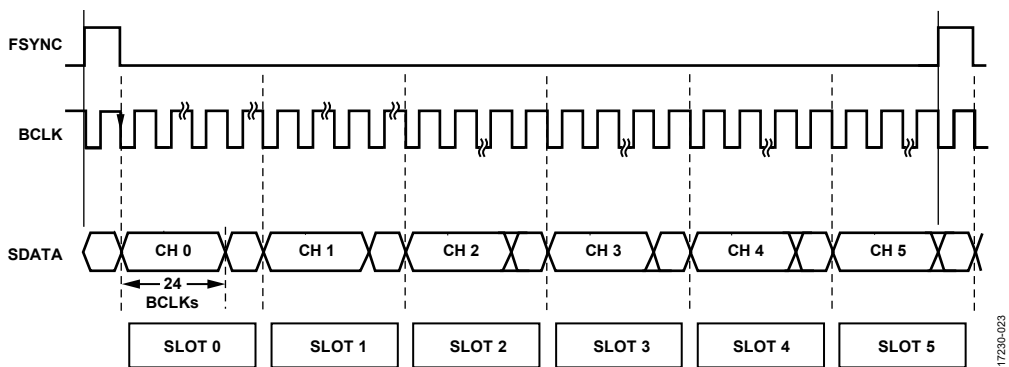 FSYNC
BCLK
SDATA
CH 0
CH 1
CH 2
CH 3
CH 4
CH 5
24
BCLKs
SLOT 0
SLOT 1
SLOT 2
SLOT 3
SLOT 4
SLOT 5
17230-023